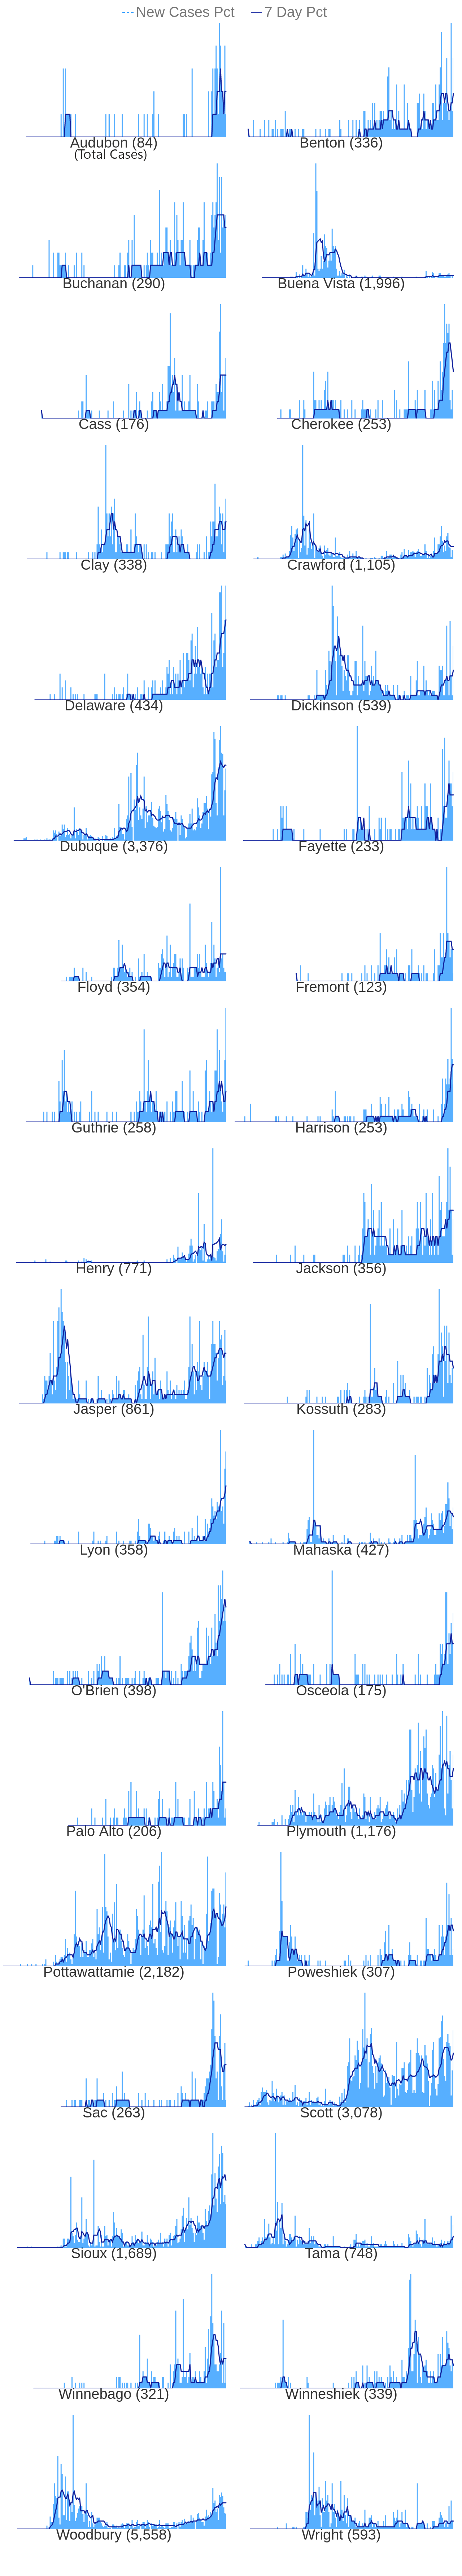 New Cases Pct 7 Day Pct
Audubon (84) Benton (336)
(Total Cases)
Buchanan (290) Buena Vista (1,996)
Cass (176) Cherokee (253)
Clay (338) Crawford (1,105)
Delaware (434) Dickinson (539)
Dubuque (3,376) Fayette (233)
Floyd (354) Fremont (123)
Guthrie (258) Harrison (253)
Henry (771) Jackson (356)
Jasper (861) Kossuth (283)
Lyon (358) Mahaska (427)
O'Brien (398) Osceola (175)
Palo Alto (206) Plymouth (1,176)
Pottawattamie (2,182) Poweshiek (307)
Sac (263) Scott (3,078)
Sioux (1,689) Tama (748)
Winnebago (321) Winneshiek (339)
Woodbury (5,558) Wright (593)